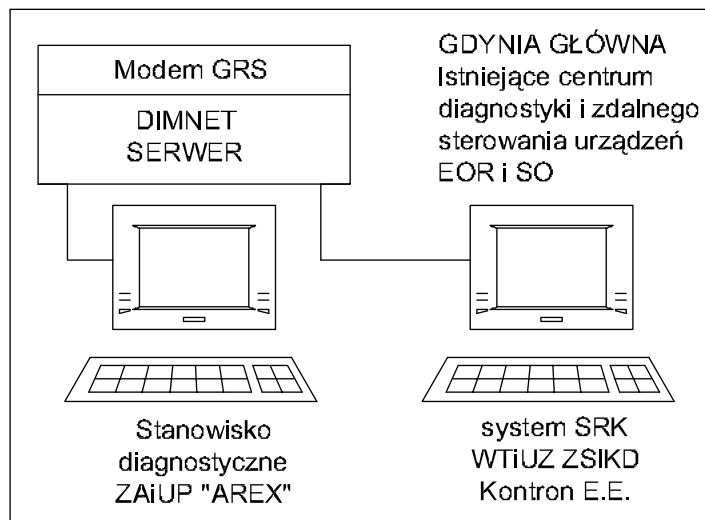 Modem GRS
DIMNET
SERWER
GDYNIA GŁÓWNA
Istniejące centrum
diagnostyki i zdalnego
sterowania urządzeń
EOR i SO
Stanowisko
diagnostyczne
ZAiUP "AREX"
system SRK
WTiUZ ZSIKD
Kontron E.E.